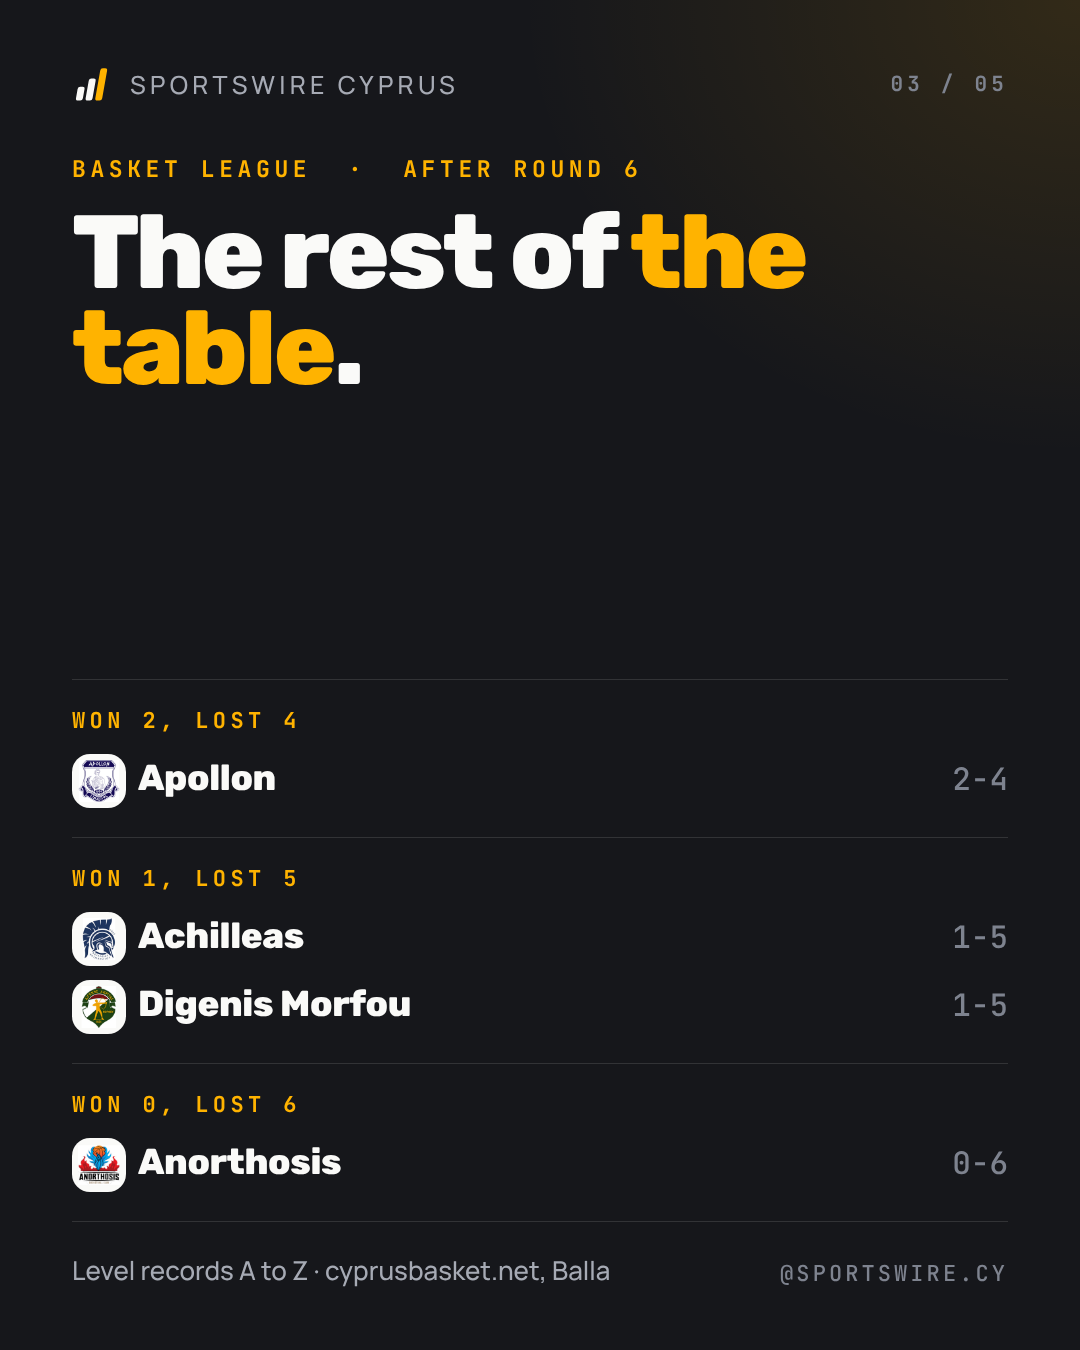 SPORTSWIRE CYPRUS
03 / 05
BASKET LEAGUE · AFTER ROUND 6
The rest of the
table.
WON 2, LOST 4
APOLLON
Apollon
2-4
WON 1, LOST 5
Achilleas
1-5
Digenis Morfou
1-5
WON 0, LOST 6
ANORTHOSIS
Anorthosis
0-6
Level records A to Z · cyprusbasket.net, Balla
@SPORTSWIRE.CY